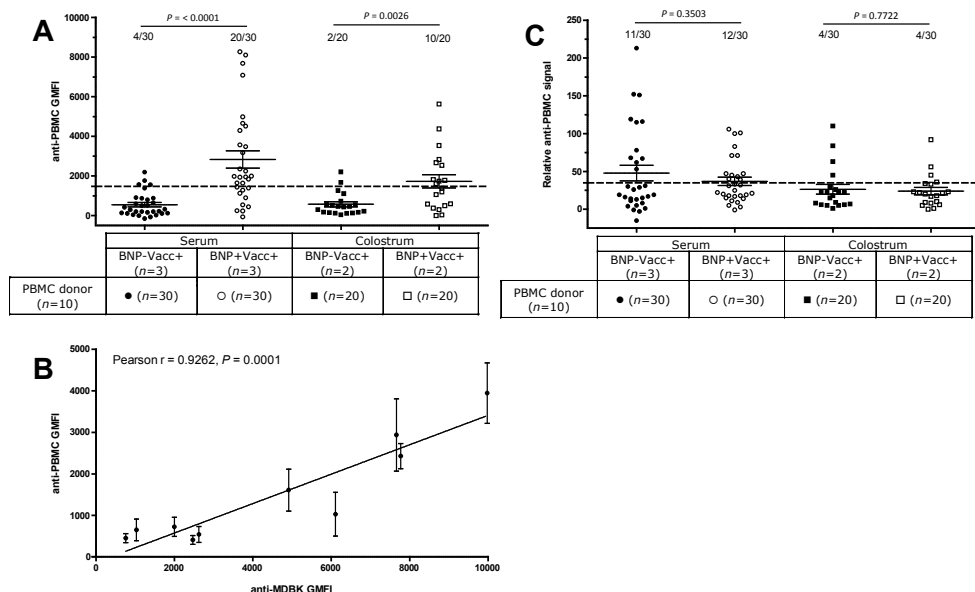 A
P = < 0.0001
P = 0.0026
4/30
20/30
2/20
10/20
anti-PBMC GMFI
10000
8000
6000
4000
2000
0
Serum
Colostrum
BNP-Vacc+
(n=3)
BNP+Vacc+
(n=3)
BNP-Vacc+
(n=2)
BNP+Vacc+
(n=2)
PBMC donor
(n=10)
● (n=30)
○ (n=30)
■ (n=20)
□ (n=20)
C
P = 0.3503
P = 0.7722
11/30
12/30
4/30
4/30
Relative anti-PBMC signal
250
200
150
100
50
0
Serum
Colostrum
BNP-Vacc+
(n=3)
BNP+Vacc+
(n=3)
BNP-Vacc+
(n=2)
BNP+Vacc+
(n=2)
PBMC donor
(n=10)
● (n=30)
○ (n=30)
■ (n=20)
□ (n=20)
B
Pearson r = 0.9262, P = 0.0001
anti-PBMC GMFI
5000
4000
3000
2000
1000
0
0
2000
4000
6000
8000
10000
anti-MDBK GMFI